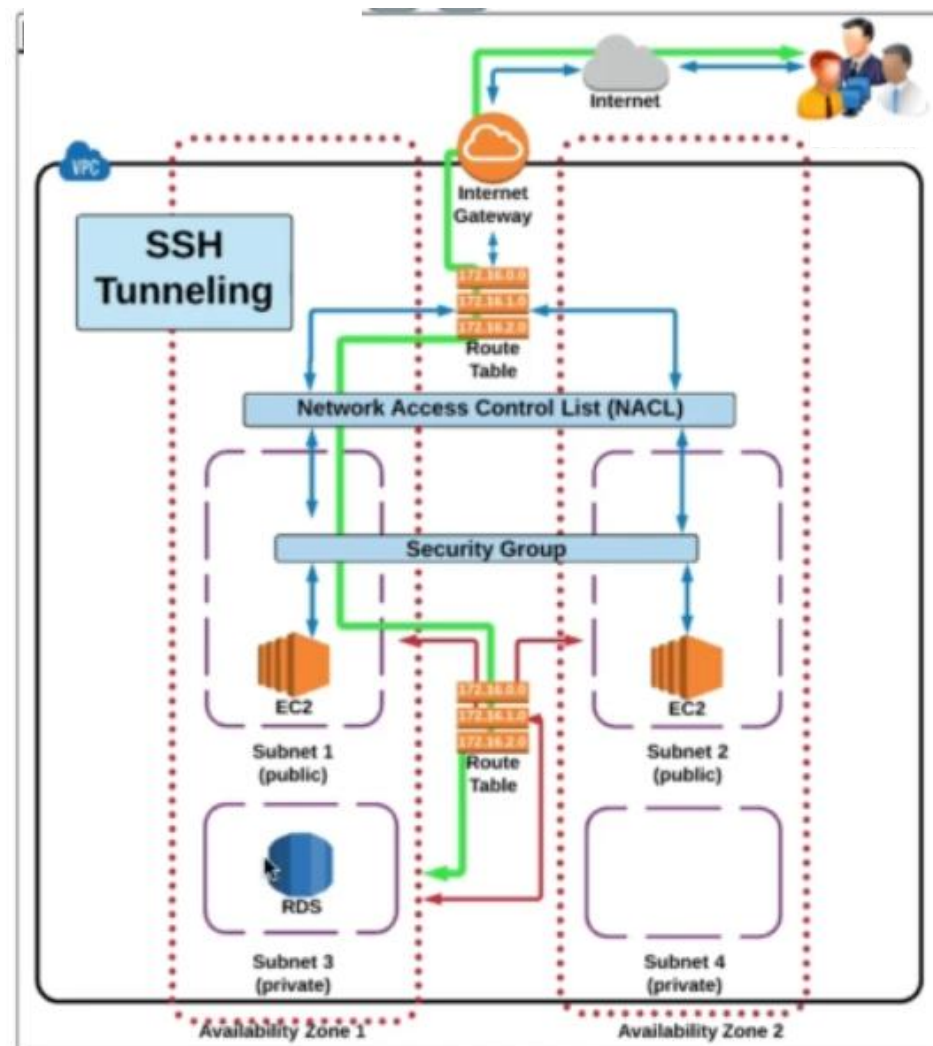 Internet
VPC
Internet
Gateway
SSH
Tunneling
172.16.0.0
172.16.1.0
172.16.2.0
Route
Table
Network Access Control List (NACL)
Security Group
EC2
EC2
172.16.0.0
172.16.1.0
172.16.2.0
Route
Table
Subnet 1
(public)
Subnet 2
(public)
RDS
Subnet 3
(private)
Subnet 4
(private)
Availability Zone 1
Availability Zone 2